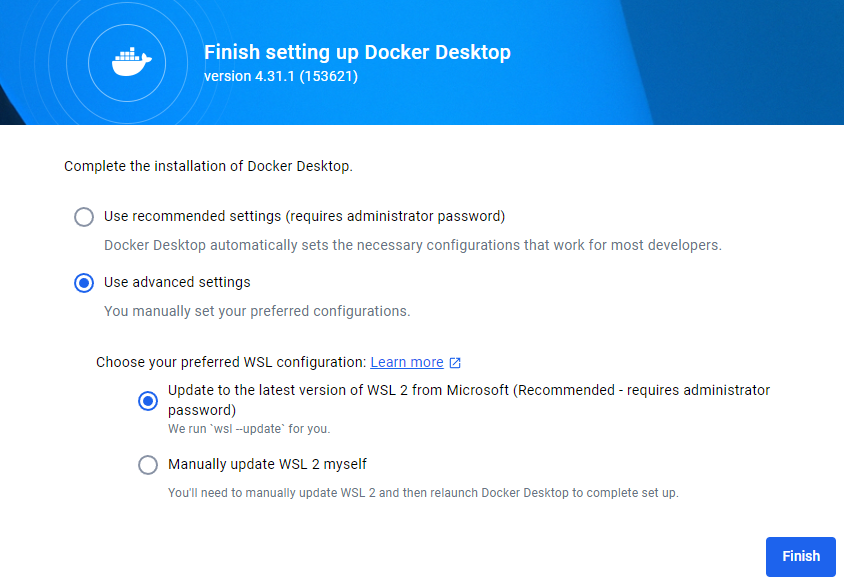 Finish setting up Docker Desktop
version 4.31.1 (153621)
Complete the installation of Docker Desktop.
Use recommended settings (requires administrator password)
Docker Desktop automatically sets the necessary configurations that work for most developers.
Use advanced settings
You manually set your preferred configurations.
Choose your preferred WSL configuration: Learn more
Update to the latest version of WSL 2 from Microsoft (Recommended - requires administrator
password)
We run `wsl --update` for you.
Manually update WSL 2 myself
You'll need to manually update WSL 2 and then relaunch Docker Desktop to complete set up.
Finish